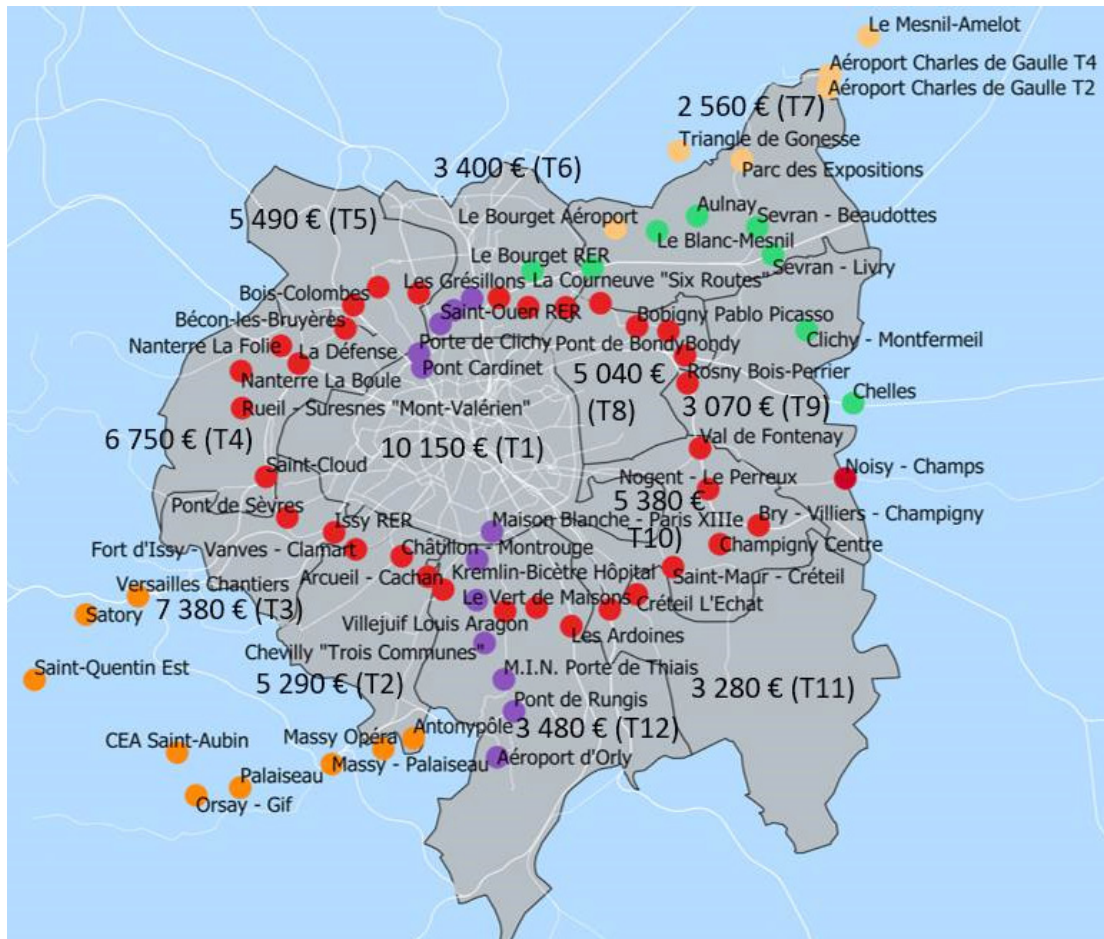 Le Mesnil-Amelot
Aéroport Charles de Gaulle T4
Aéroport Charles de Gaulle T2
2 560 € (T7)
Triangle de Gonesse
3 400 € (T6)
Parc des Expositions
Aulnay
5 490 € (T5)
Le Bourget Aéroport
Sevran - Beaudottes
Le Blanc-Mesnil
Le Bourget RER
Sevran - Livry
Les Grésillons
La Courneuve "Six Routes"
Bois-Colombes
Saint-Ouen RER
Bobigny Pablo Picasso
Bécon-les-Bruyères
Porte de Clichy
Pont de Bondy
Bondy
Clichy - Montfermeil
Nanterre La Folie
La Défense
Pont Cardinet
5 040 €
Rosny Bois-Perrier
Nanterre La Boule
Chelles
Rueil - Suresnes "Mont-Valérien"
(T8)
3 070 € (T9)
6 750 € (T4)
10 150 € (T1)
Val de Fontenay
Saint-Cloud
Nogent - Le Perreux
Noisy - Champs
Pont de Sèvres
5 380 €
Issy RER
Maison Blanche - Paris XIIIe
Bry - Villiers - Champigny
T10)
Fort d'Issy - Vanves - Clamart
Châtillon - Montrouge
Champigny Centre
Versailles Chantiers
Arcueil - Cachan
Kremlin-Bicètre Hôpital
Saint-Maur - Créteil
Satory
7 380 € (T3)
Le Vert de Maisons
Créteil L'Echat
Villejuif Louis Aragon
Les Ardoines
Chevilly "Trois Communes"
Saint-Quentin Est
M.I.N. Porte de Thiais
5 290 € (T2)
3 280 € (T11)
Pont de Rungis
Antonypôle
3 480 € (T12)
CEA Saint-Aubin
Massy Opéra
Massy - Palaiseau
Aéroport d'Orly
Palaiseau
Orsay - Gif